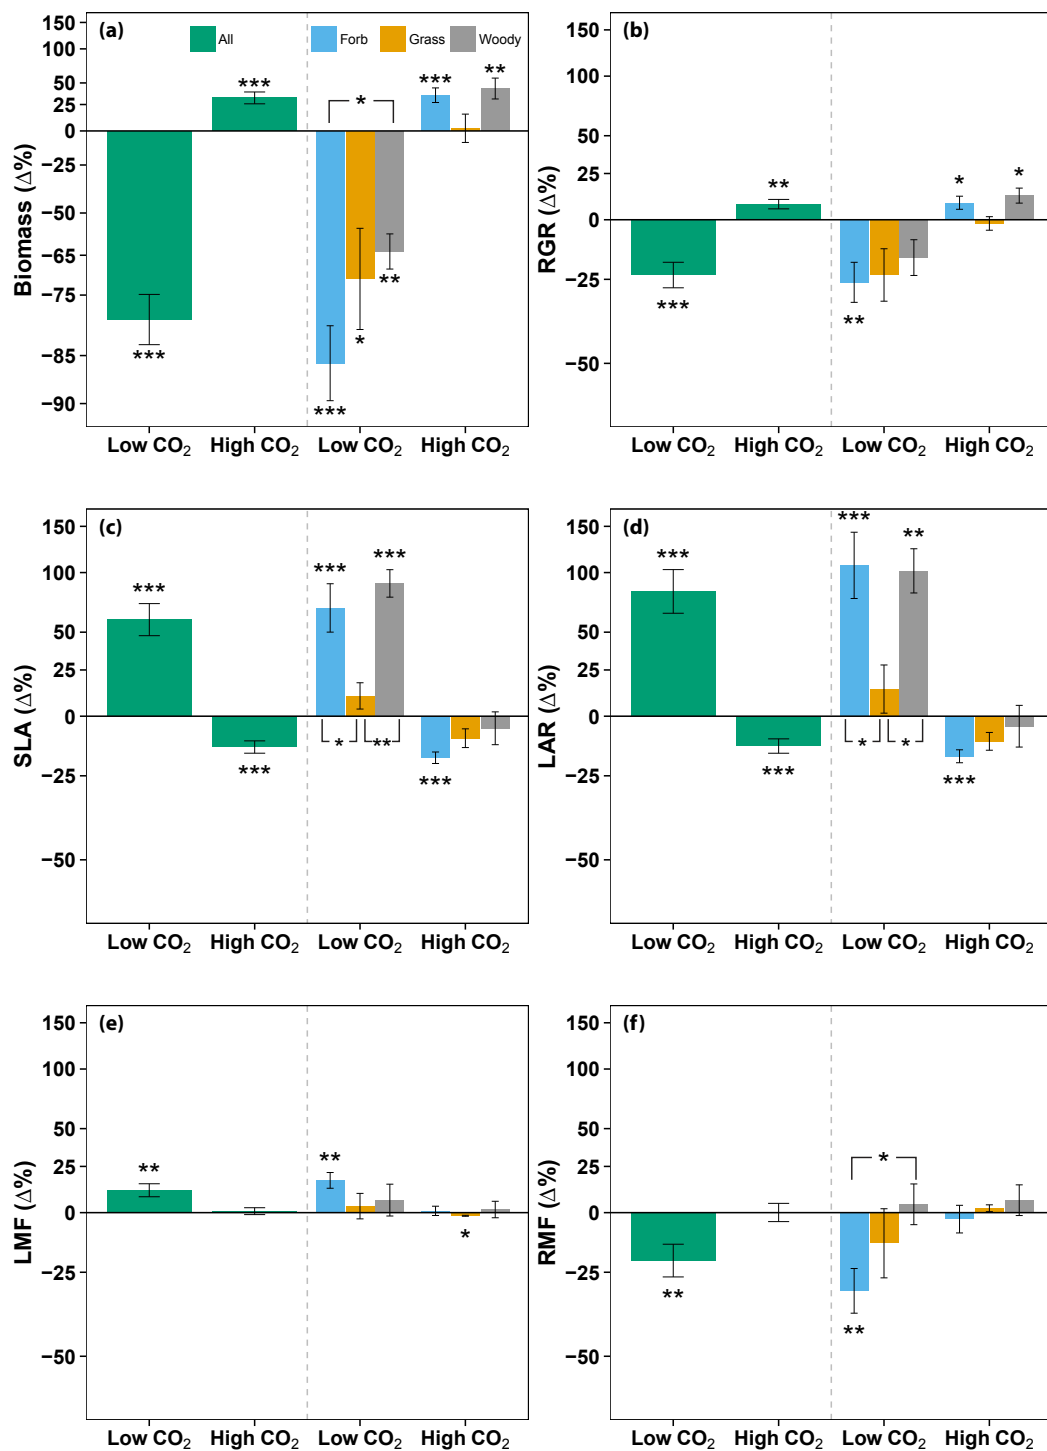 (a) All Forb Grass Woody
Biomass (Δ%)
150
100
50
25
0
−25
−50
−65
−75
−85
−90
*** *** * *** **
*** *** * **
Low CO₂ High CO₂ Low CO₂ High CO₂
(b)
RGR (Δ%)
150
100
50
25
0
−25
−50
** * *
*** **
Low CO₂ High CO₂ Low CO₂ High CO₂
(c)
SLA (Δ%)
150
100
50
25
0
−25
−50
*** *** ***
* **
*** ***
Low CO₂ High CO₂ Low CO₂ High CO₂
(d)
LAR (Δ%)
150
100
50
25
0
−25
−50
*** *** **
* *
*** ***
Low CO₂ High CO₂ Low CO₂ High CO₂
(e)
LMF (Δ%)
150
100
50
25
0
−25
−50
** **
*
Low CO₂ High CO₂ Low CO₂ High CO₂
(f)
RMF (Δ%)
150
100
50
25
0
−25
−50
*
** **
Low CO₂ High CO₂ Low CO₂ High CO₂